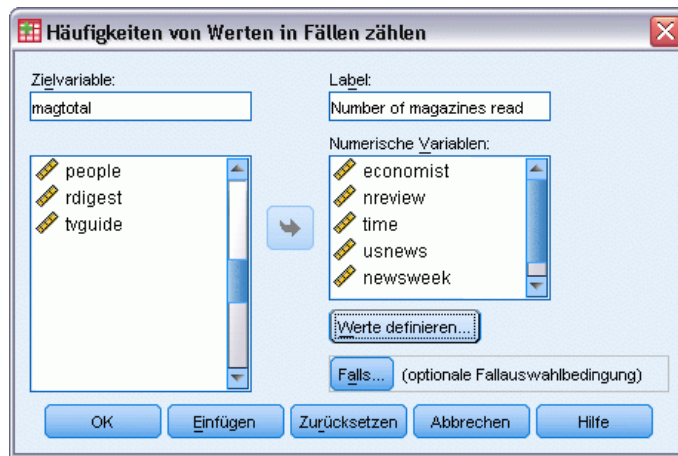 Häufigkeiten von Werten in Fällen zählen
Zielvariable:
magtotal
Label:
Number of magazines read
people
rdigest
tvguide
Numerische Variablen:
economist
nreview
time
usnews
newsweek
Werte definieren...
Falls... (optionale Fallauswahlbedingung)
OK Einfügen Zurücksetzen Abbrechen Hilfe